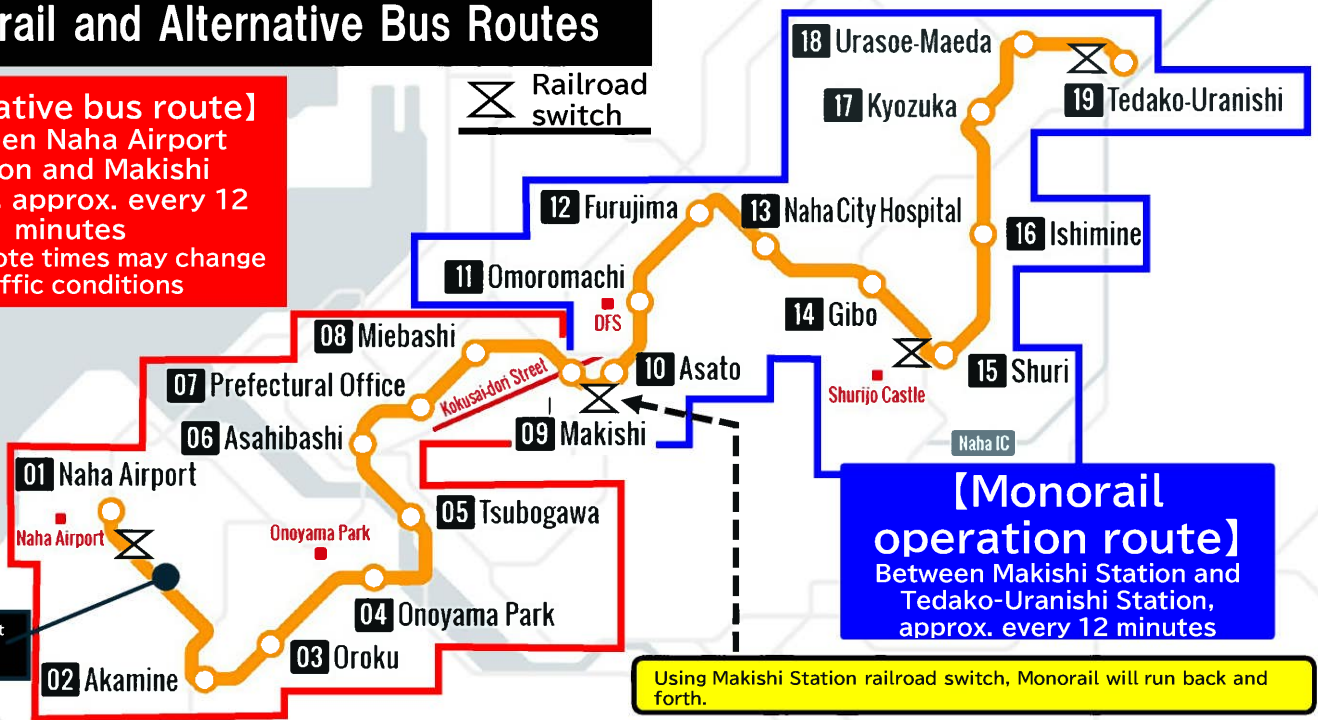 rail and Alternative Bus Routes
Railroad
switch
ative bus route】
en Naha Airport
on and Makishi
. approx. every 12
minutes
ote times may change
ffic conditions
18 Urasoe-Maeda
17 Kyozuka
19 Tedako-Uranishi
12 Furujima
13 Naha City Hospital
16 Ishimine
11 Omoromachi
DFS
14 Gibo
08 Miebashi
10 Asato
15 Shuri
07 Prefectural Office
Kokusai-dori Street
Shurijo Castle
06 Asahibashi
09 Makishi
Naha IC
01 Naha Airport
05 Tsubogawa
Naha Airport
Onoyama Park
04 Onoyama Park
03 Oroku
02 Akamine
t
【Monorail
operation route】
Between Makishi Station and
Tedako-Uranishi Station,
approx. every 12 minutes
Using Makishi Station railroad switch, Monorail will run back and
forth.